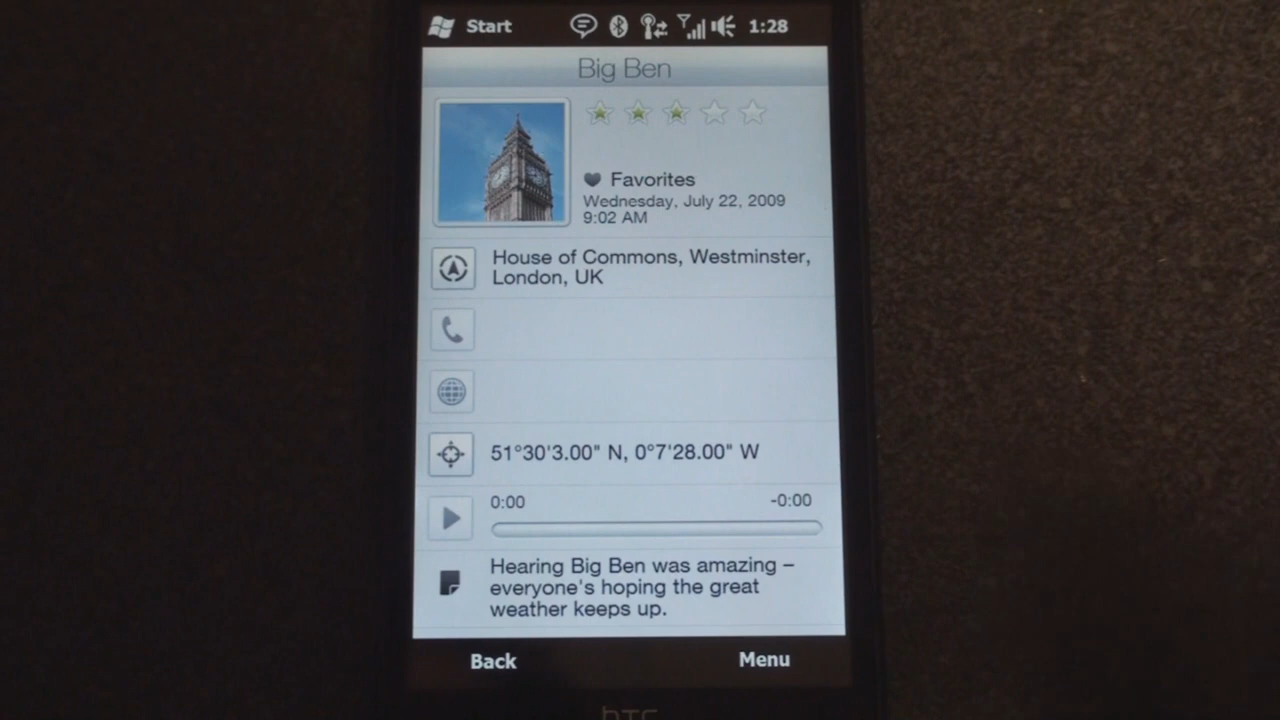 Start 1:28
Big Ben
Favorites
Wednesday, July 22, 2009
9:02 AM
House of Commons, Westminster,
London, UK
51°30'3.00" N, 0°7'28.00" W
0:00 -0:00
Hearing Big Ben was amazing –
everyone's hoping the great
weather keeps up.
Back Menu
hTC